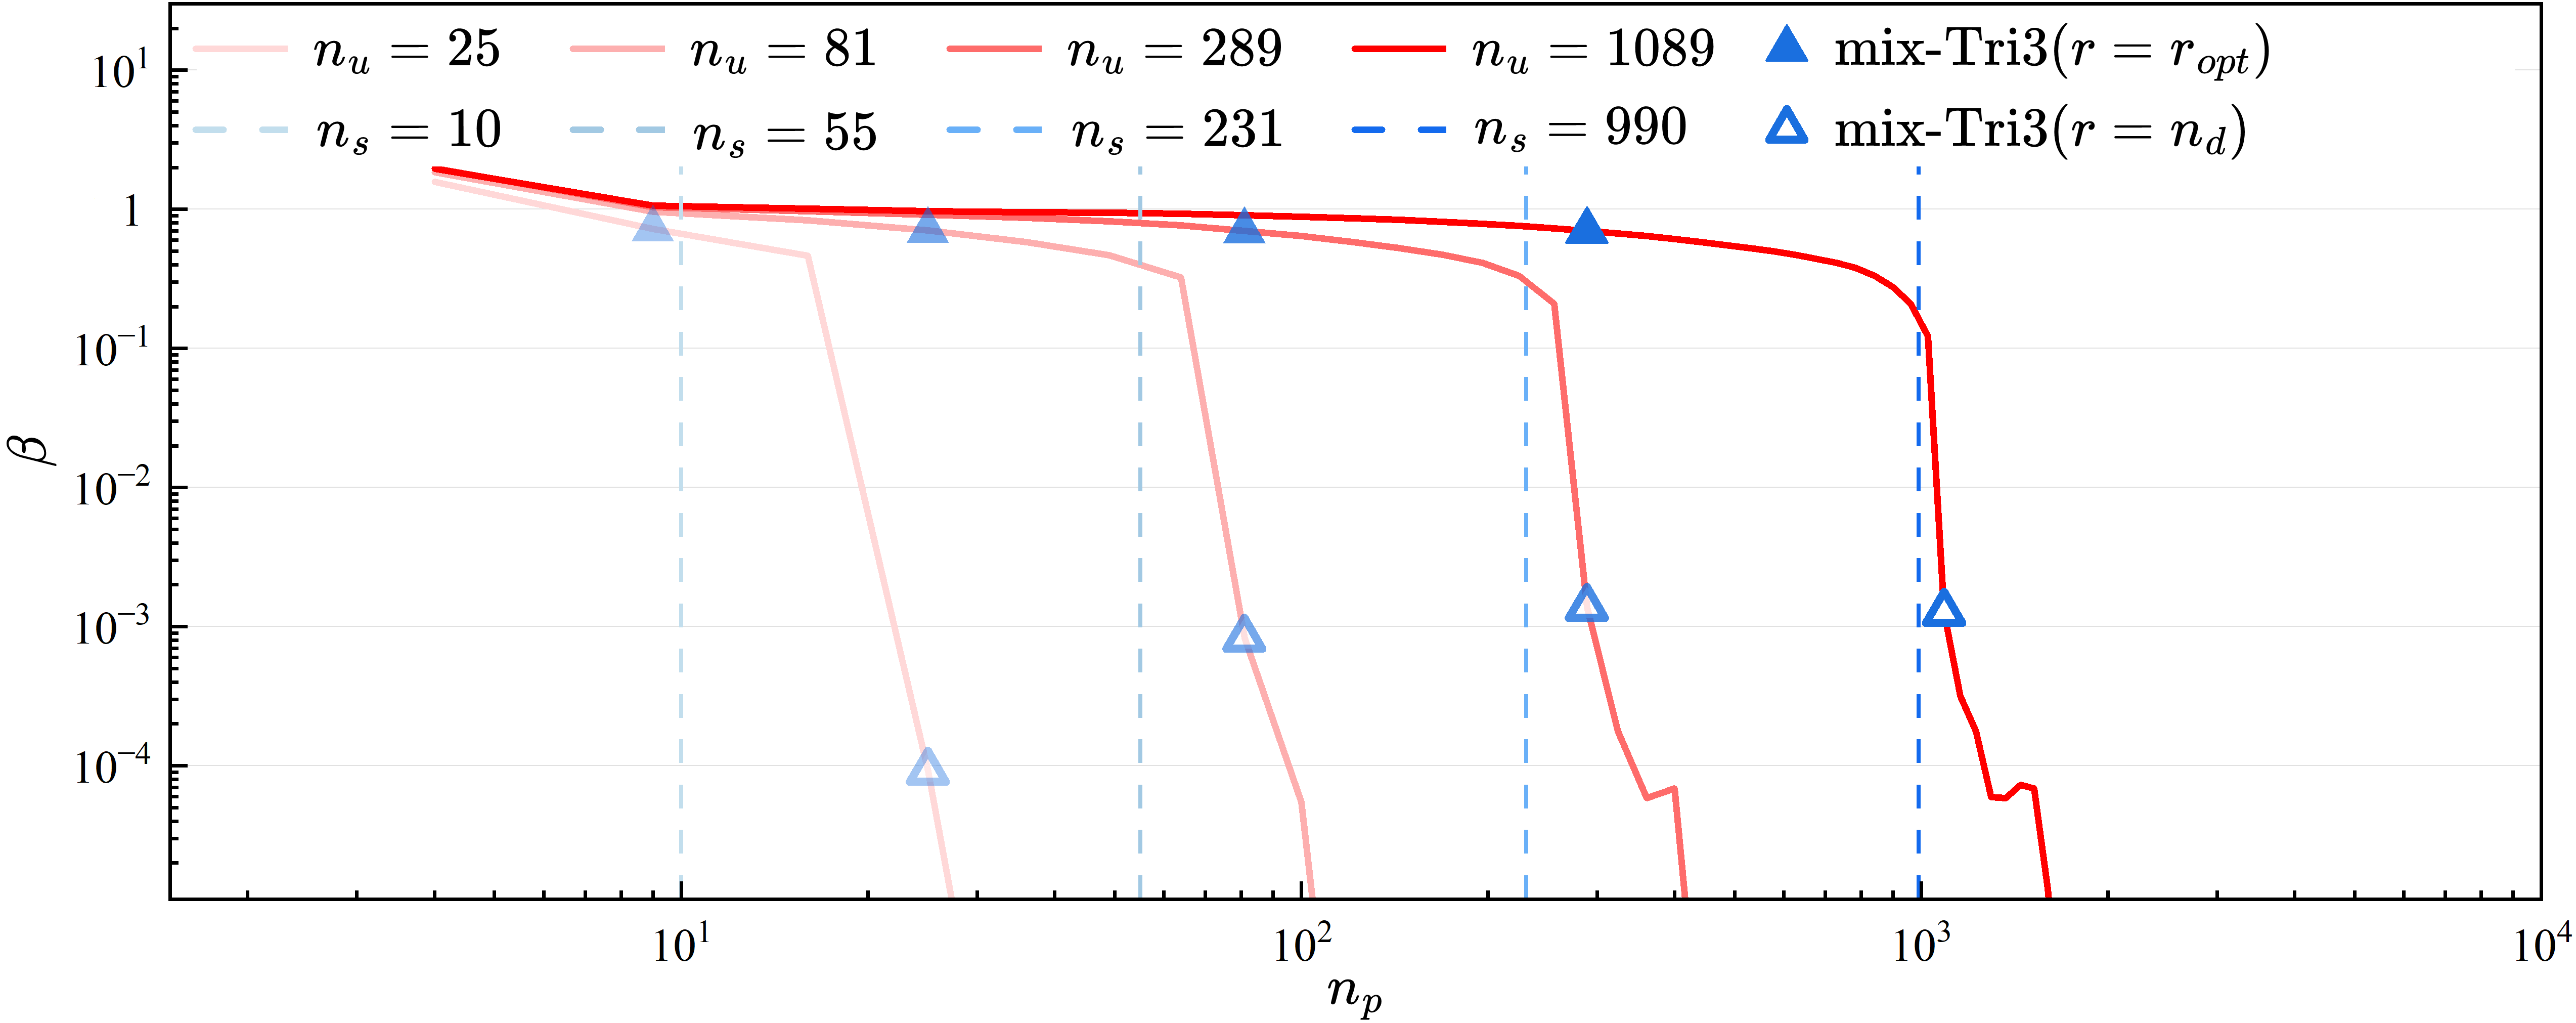 n_u = 25 n_u = 81 n_u = 289 n_u = 1089 mix-Tri3(r = r_opt)
n_s = 10 n_s = 55 n_s = 231 n_s = 990 mix-Tri3(r = n_d)
10^1
1
10^−1
10^−2
10^−3
10^−4
β
10^1 10^2 10^3 10^4
n_p